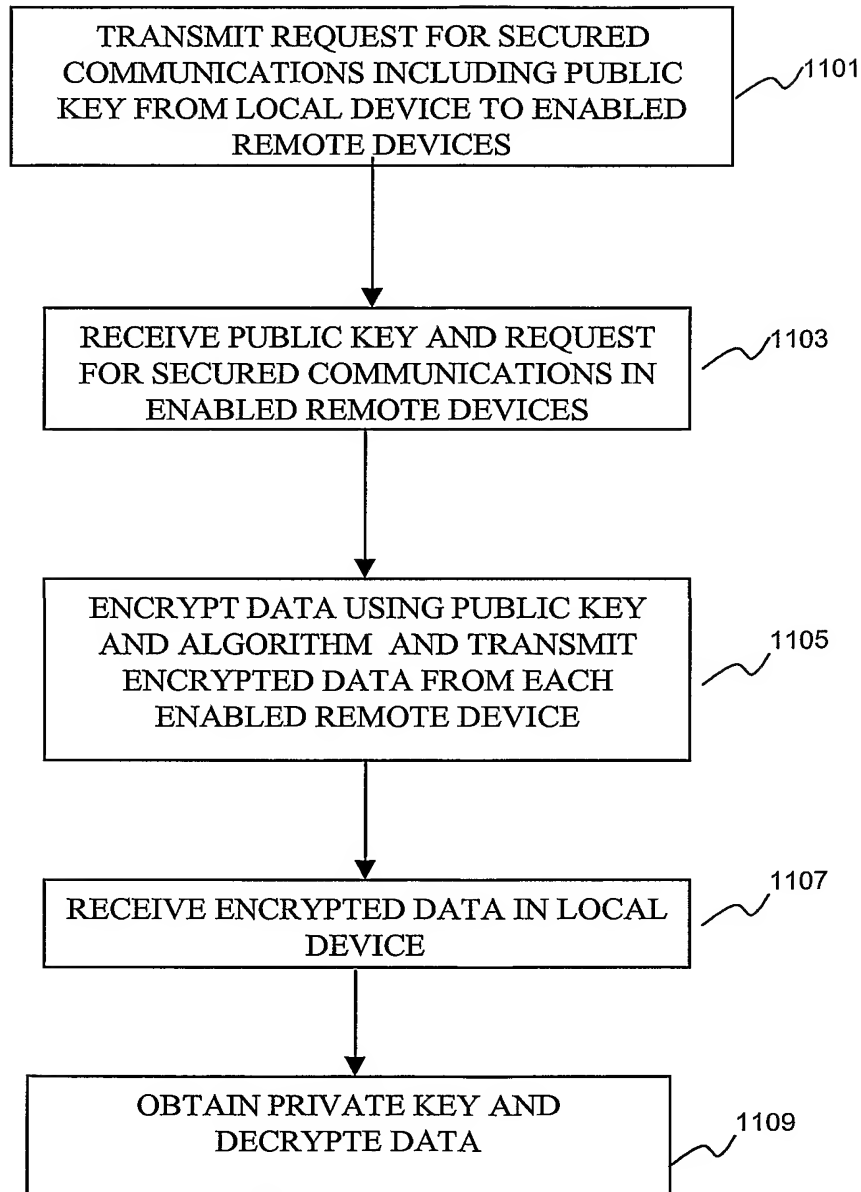 TRANSMIT REQUEST FOR SECURED
COMMUNICATIONS INCLUDING PUBLIC
KEY FROM LOCAL DEVICE TO ENABLED
REMOTE DEVICES
1101
RECEIVE PUBLIC KEY AND REQUEST
FOR SECURED COMMUNICATIONS IN
ENABLED REMOTE DEVICES
1103
ENCRYPT DATA USING PUBLIC KEY
AND ALGORITHM AND TRANSMIT
ENCRYPTED DATA FROM EACH
ENABLED REMOTE DEVICE
1105
RECEIVE ENCRYPTED DATA IN LOCAL
DEVICE
1107
OBTAIN PRIVATE KEY AND
DECRYPTE DATA
1109